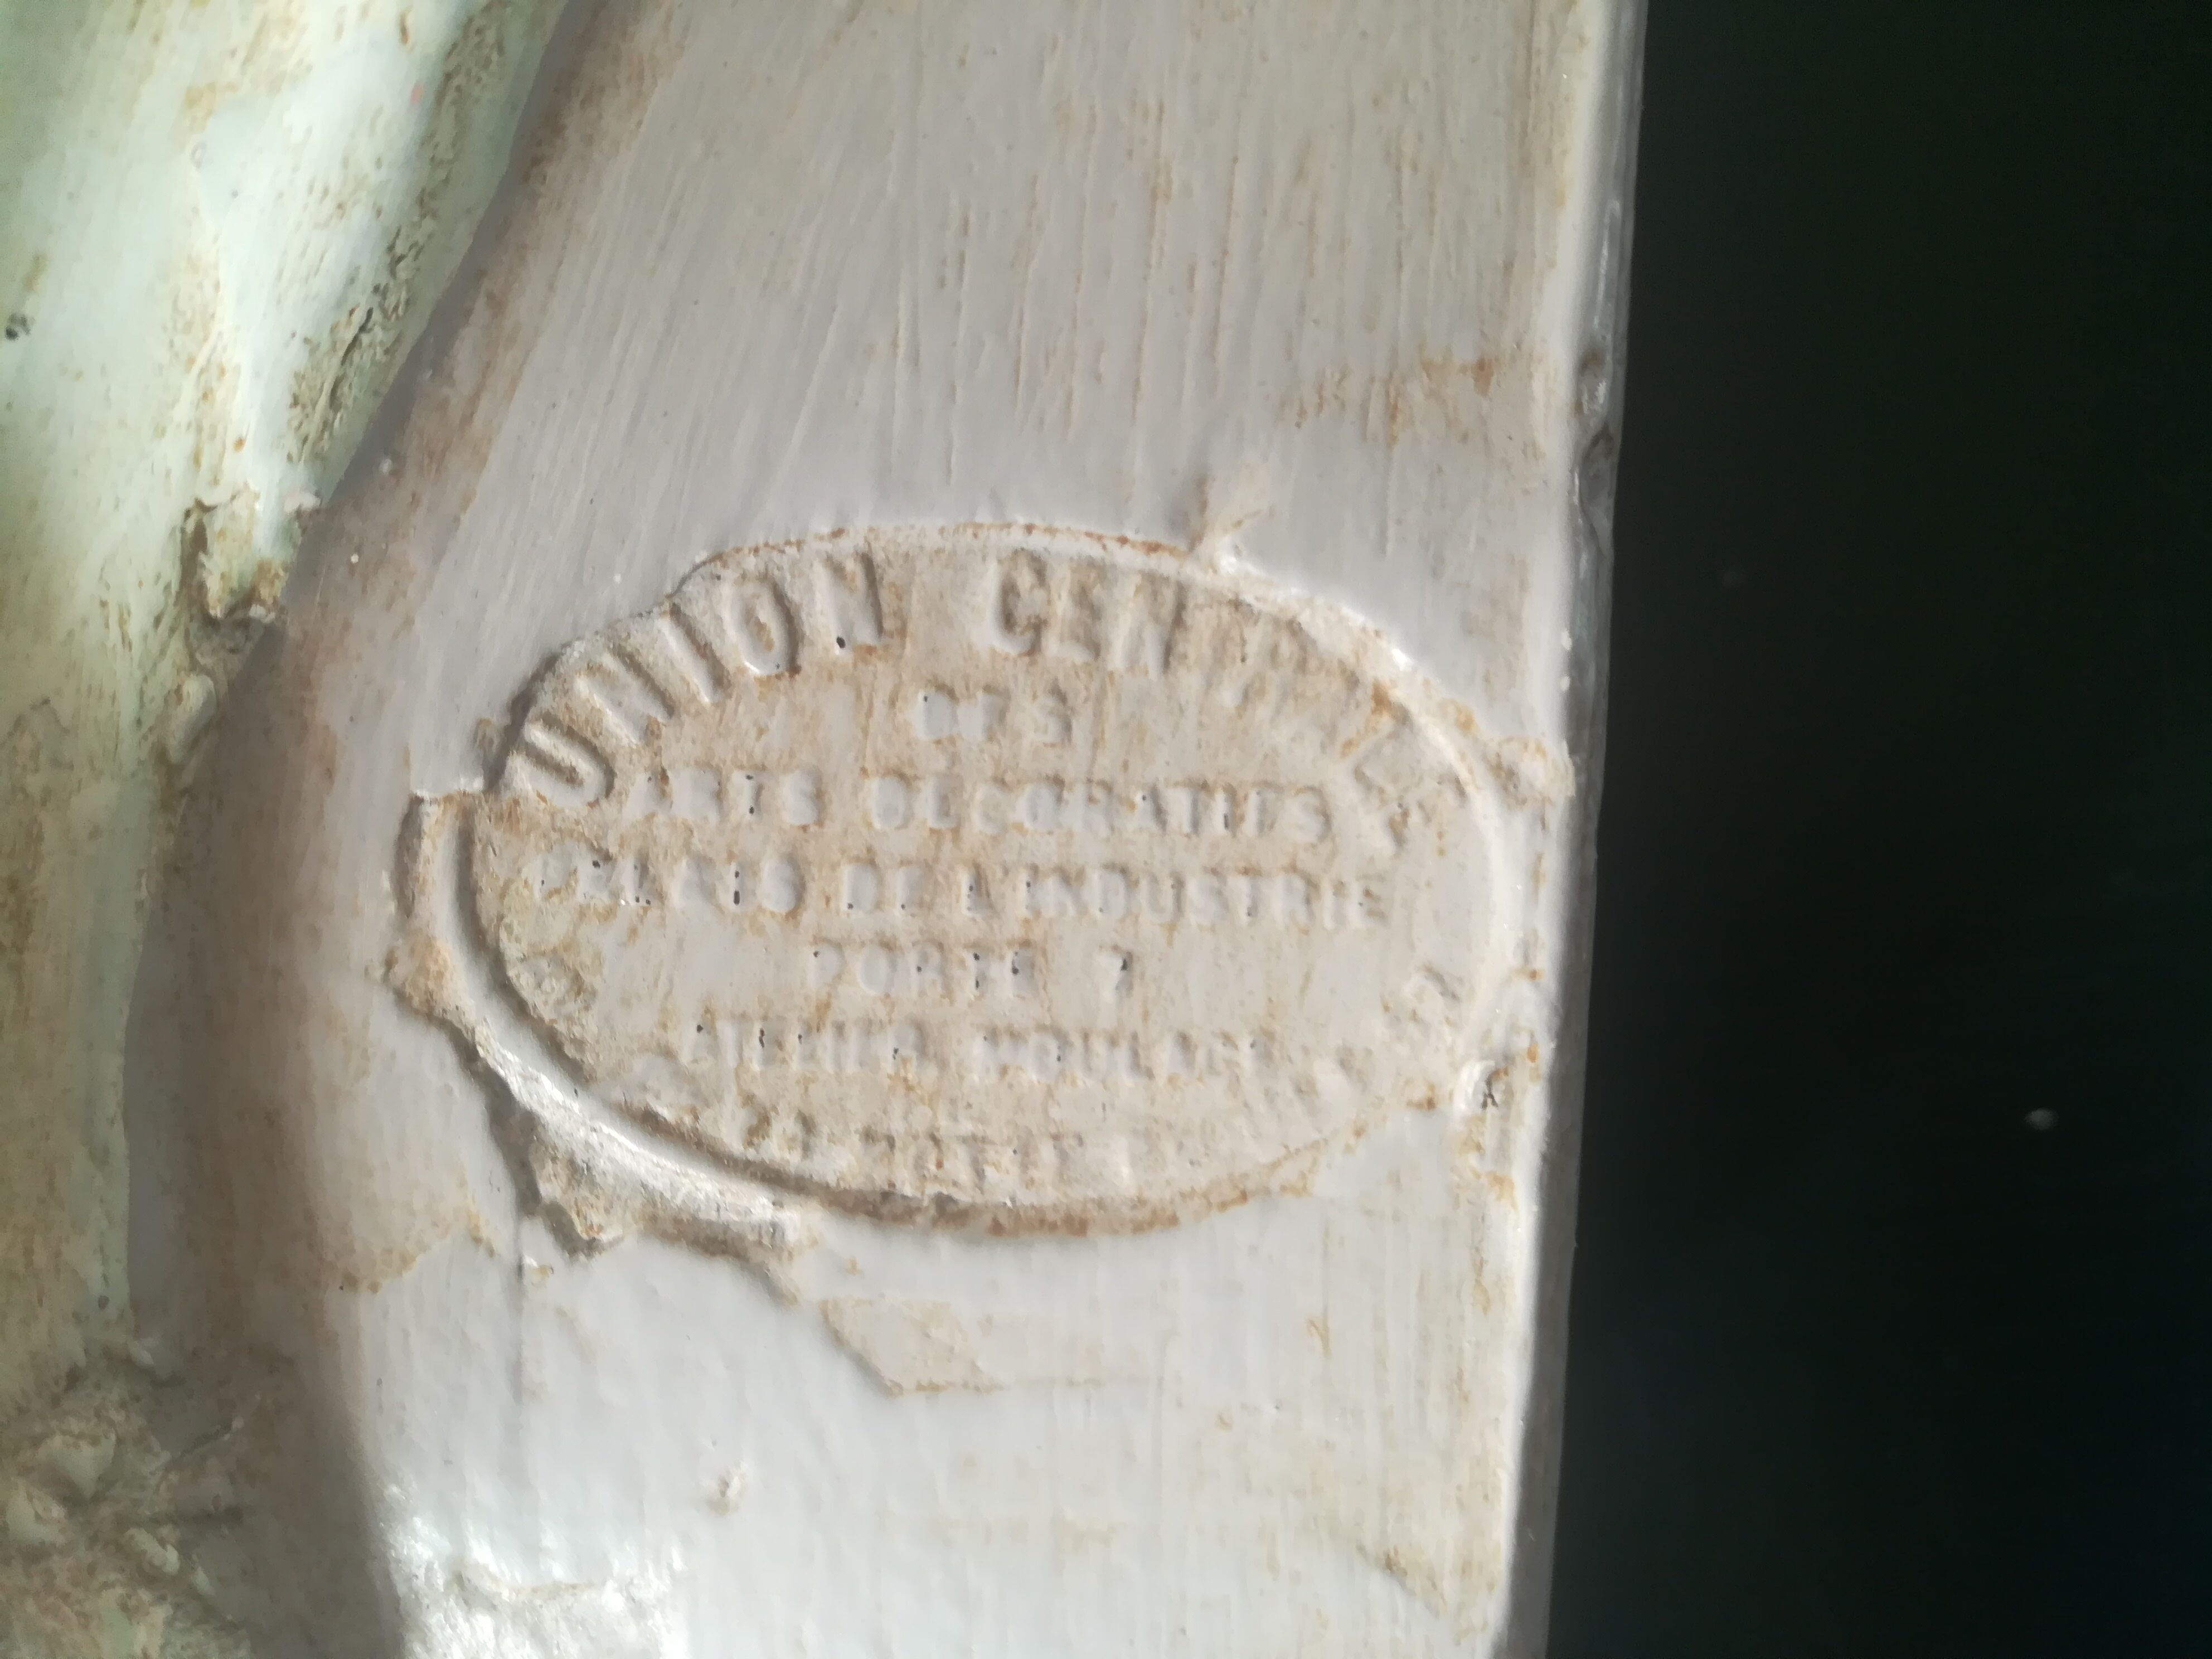 UNION CENTRALE
DES
ARTS DECORATIFS
PALAIS DE L'INDUSTRIE
PORTE 7
ATELIER MOULAGE